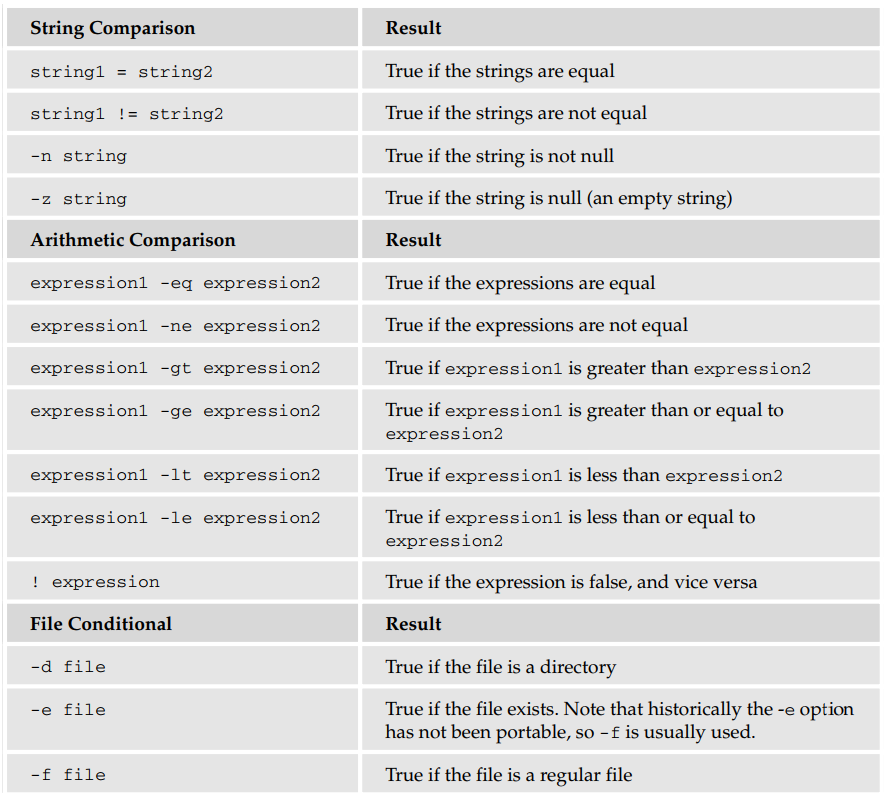 String Comparison Result
string1 = string2 True if the strings are equal
string1 != string2 True if the strings are not equal
-n string True if the string is not null
-z string True if the string is null (an empty string)
Arithmetic Comparison Result
expression1 -eq expression2 True if the expressions are equal
expression1 -ne expression2 True if the expressions are not equal
expression1 -gt expression2 True if expression1 is greater than expression2
expression1 -ge expression2 True if expression1 is greater than or equal to
expression2
expression1 -lt expression2 True if expression1 is less than expression2
expression1 -le expression2 True if expression1 is less than or equal to
expression2
! expression True if the expression is false, and vice versa
File Conditional Result
-d file True if the file is a directory
-e file True if the file exists. Note that historically the -e option
has not been portable, so -f is usually used.
-f file True if the file is a regular file